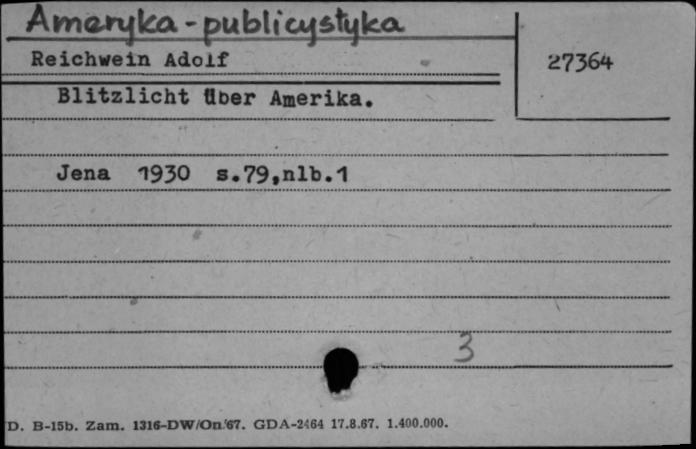 Ameryka - publicystyka
Reichwein Adolf
27364
Blitzlicht über Amerika.
Jena 1930 s.79,nlb.1
3
D. B-15b. Zam. 1316-DW/On.'67. GDA-2464 17.8.67. 1.400.000.